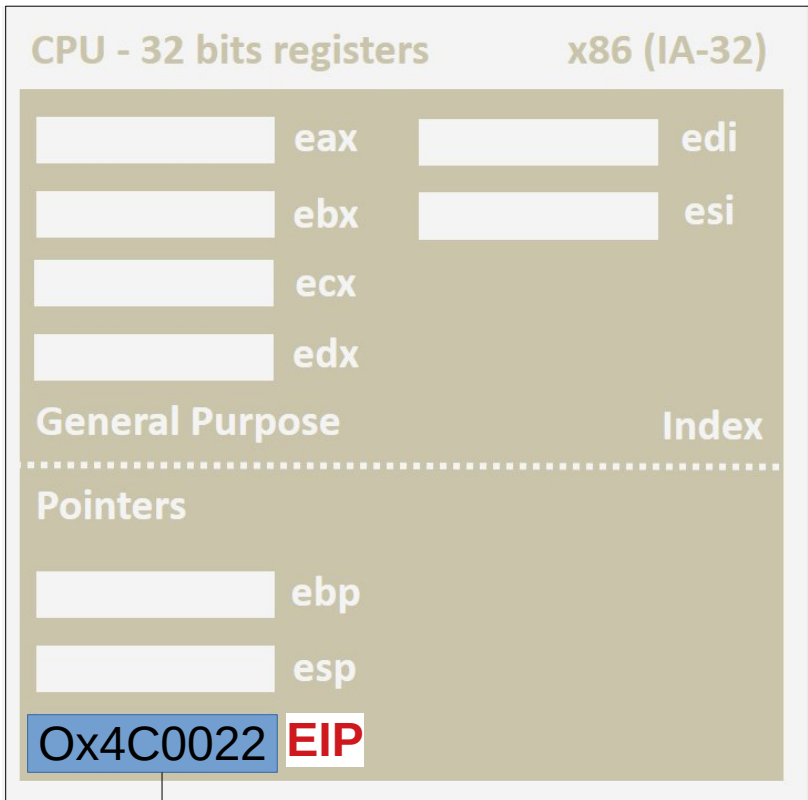 CPU - 32 bits registers x86 (IA-32)
eax edi
ebx esi
ecx
edx
General Purpose Index
Pointers
ebp
esp
Ox4C0022 EIP